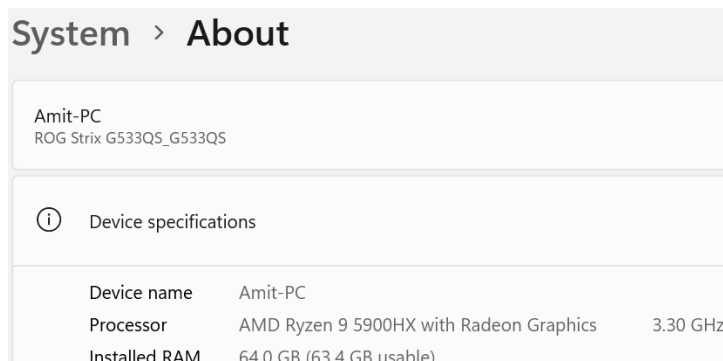 System > About
Amit-PC
ROG Strix G533QS_G533QS
Device specifications
Device name Amit-PC
Processor AMD Ryzen 9 5900HX with Radeon Graphics 3.30 GHz
Installed RAM 64.0 GB (63.4 GB usable)